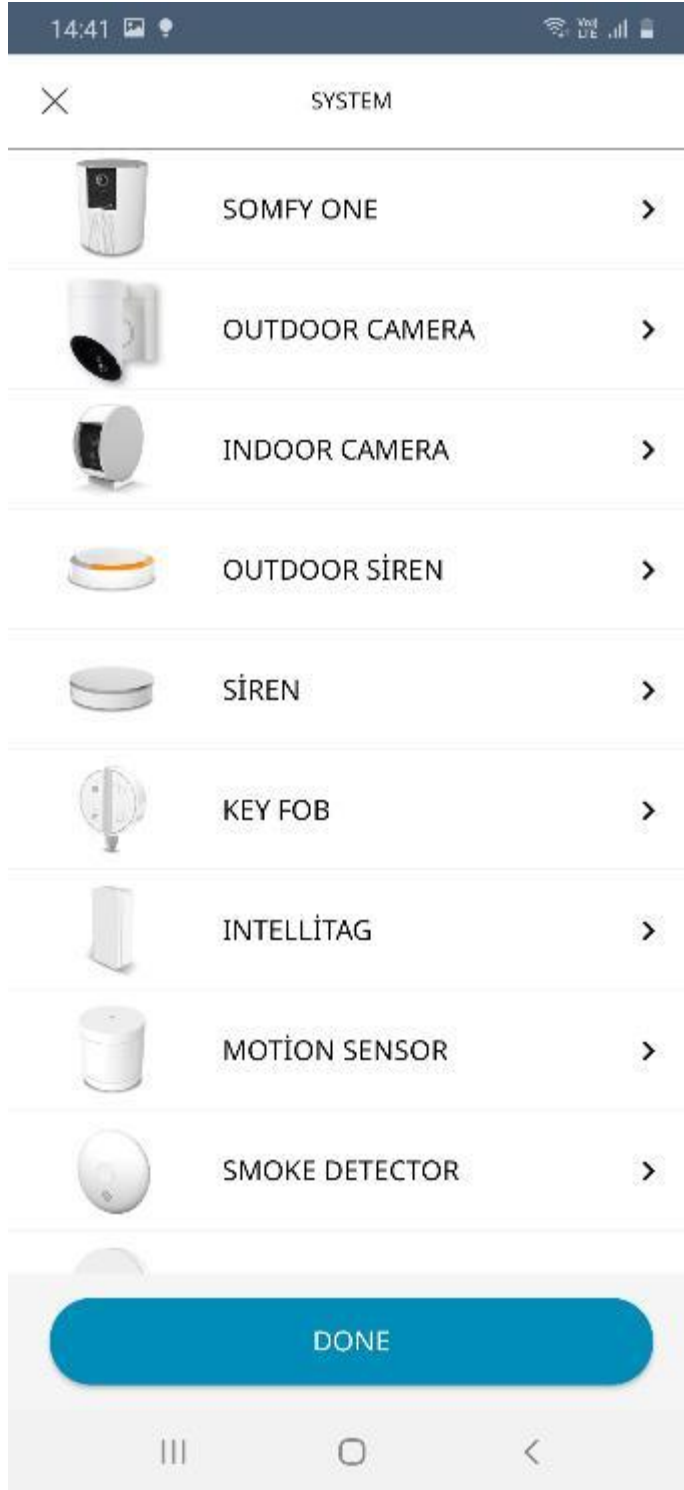 14:41
SYSTEM
SOMFY ONE
OUTDOOR CAMERA
INDOOR CAMERA
OUTDOOR SİREN
SİREN
KEY FOB
INTELLİTAG
MOTİON SENSOR
SMOKE DETECTOR
DONE